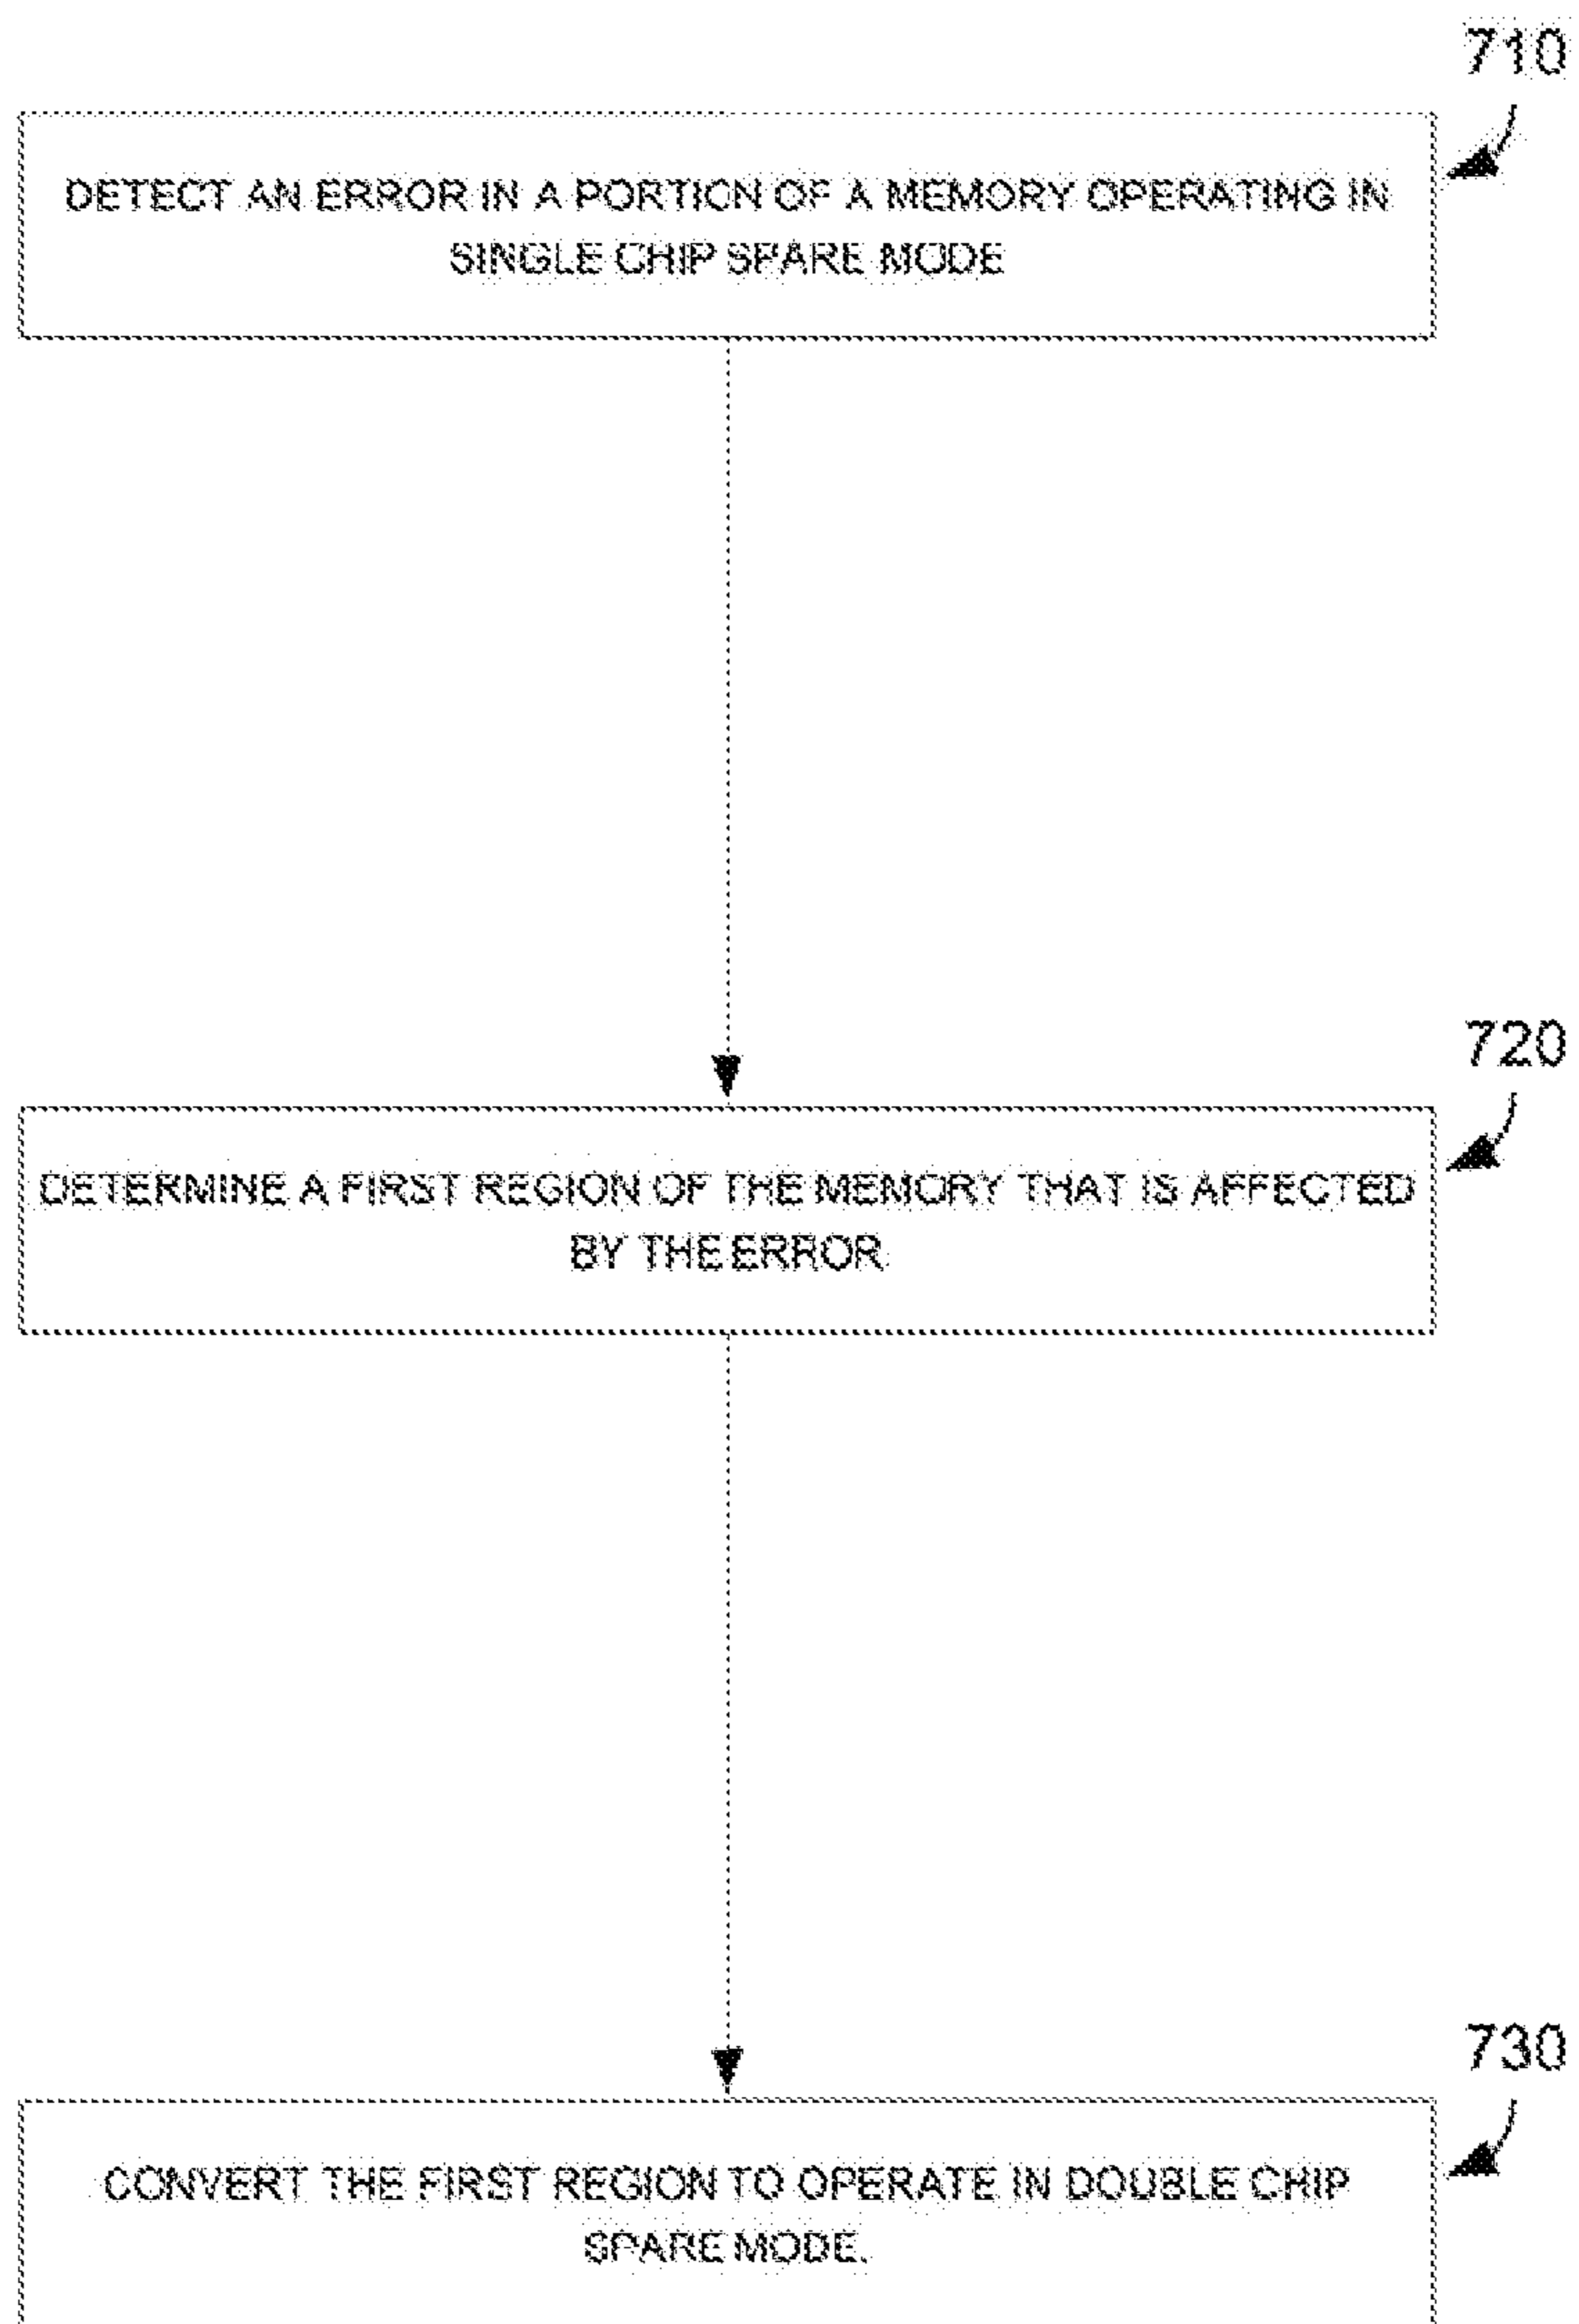 710
DETECT AN ERROR IN A PORTION OF A MEMORY OPERATING IN
SINGLE CHIP SPARE MODE
720
DETERMINE A FIRST REGION OF THE MEMORY THAT IS AFFECTED
BY THE ERROR
730
CONVERT THE FIRST REGION TO OPERATE IN DOUBLE CHIP
SPARE MODE.